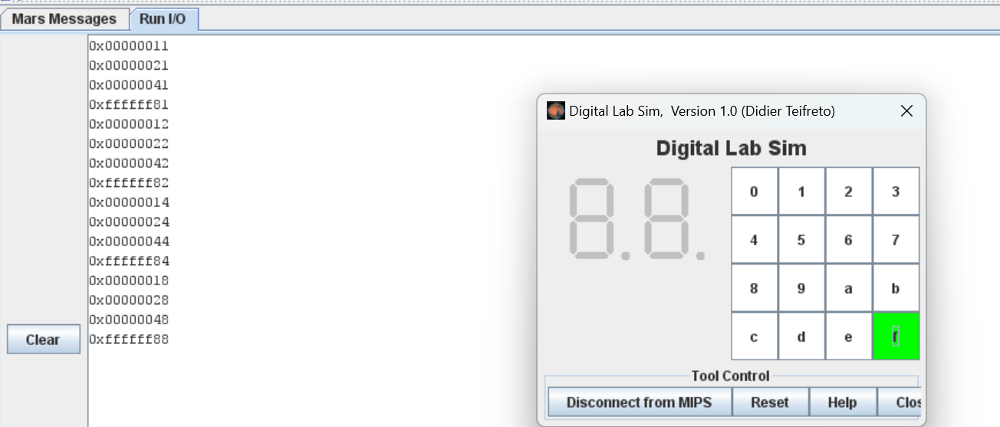 Mars Messages Run I/O
0x00000011
0x00000021
0x00000041
0xffffff81
0x00000012
0x00000022
0x00000042
0xffffff82
0x00000014
0x00000024
0x00000044
0xffffff84
0x00000018
0x00000028
0x00000048
0xffffff88
Clear
Digital Lab Sim, Version 1.0 (Didier Teifreto)
Digital Lab Sim
8.8.
0 1 2 3
4 5 6 7
8 9 a b
c d e f
Tool Control
Disconnect from MIPS Reset Help Clos